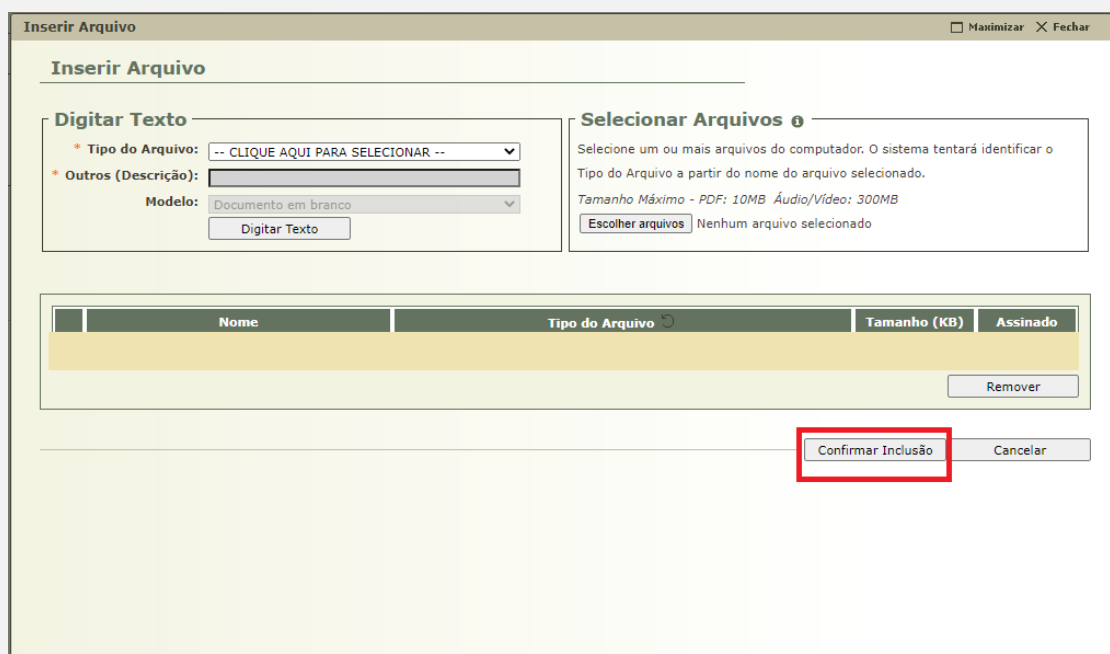 Inserir Arquivo
Maximizar Fechar
Inserir Arquivo
Digitar Texto
* Tipo do Arquivo: -- CLIQUE AQUI PARA SELECIONAR --
* Outros (Descrição):
Modelo: Documento em branco
Digitar Texto
Selecionar Arquivos
Selecione um ou mais arquivos do computador. O sistema tentará identificar o
Tipo do Arquivo a partir do nome do arquivo selecionado.
Tamanho Máximo - PDF: 10MB Áudio/Vídeo: 300MB
Escolher arquivos Nenhum arquivo selecionado
Nome Tipo do Arquivo Tamanho (KB) Assinado
Remover
Confirmar Inclusão Cancelar